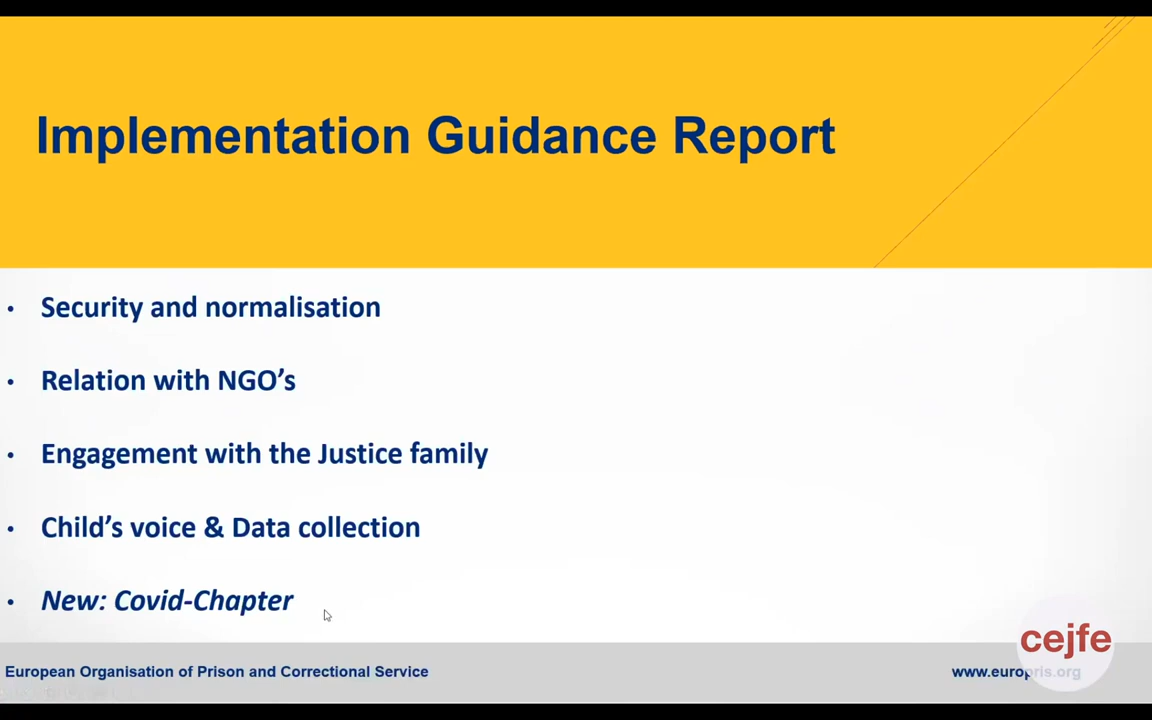 Implementation Guidance Report
• Security and normalisation
• Relation with NGO’s
• Engagement with the Justice family
• Child’s voice & Data collection
• New: Covid-Chapter
cejfe
European Organisation of Prison and Correctional Service
www.europris.org